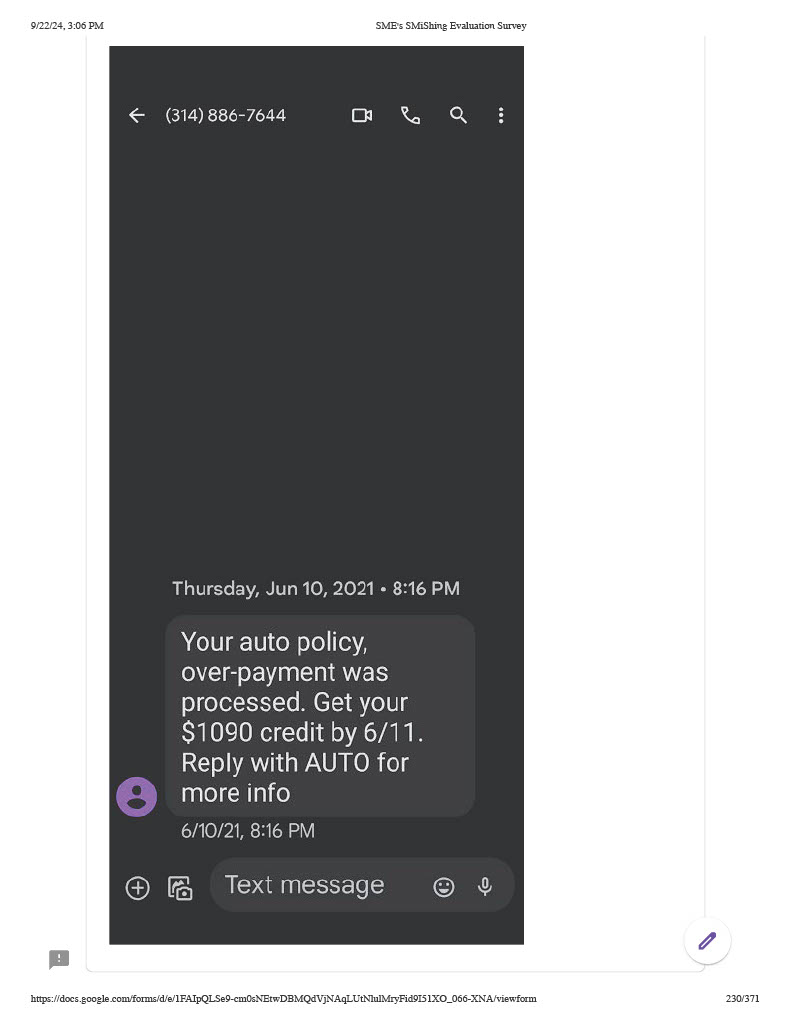 9/22/24, 3:06 PM
SME's SMiShing Evaluation Survey
(314) 886-7644
Thursday, Jun 10, 2021 • 8:16 PM
Your auto policy,
over-payment was
processed. Get your
$1090 credit by 6/11.
Reply with AUTO for
more info
6/10/21, 8:16 PM
Text message
https://docs.google.com/forms/d/e/1FAIpQLSe9-cm0sNEtwDBMQdVjNAqLUtNlulMryFid9I51XO_066-XNA/viewform
230/371